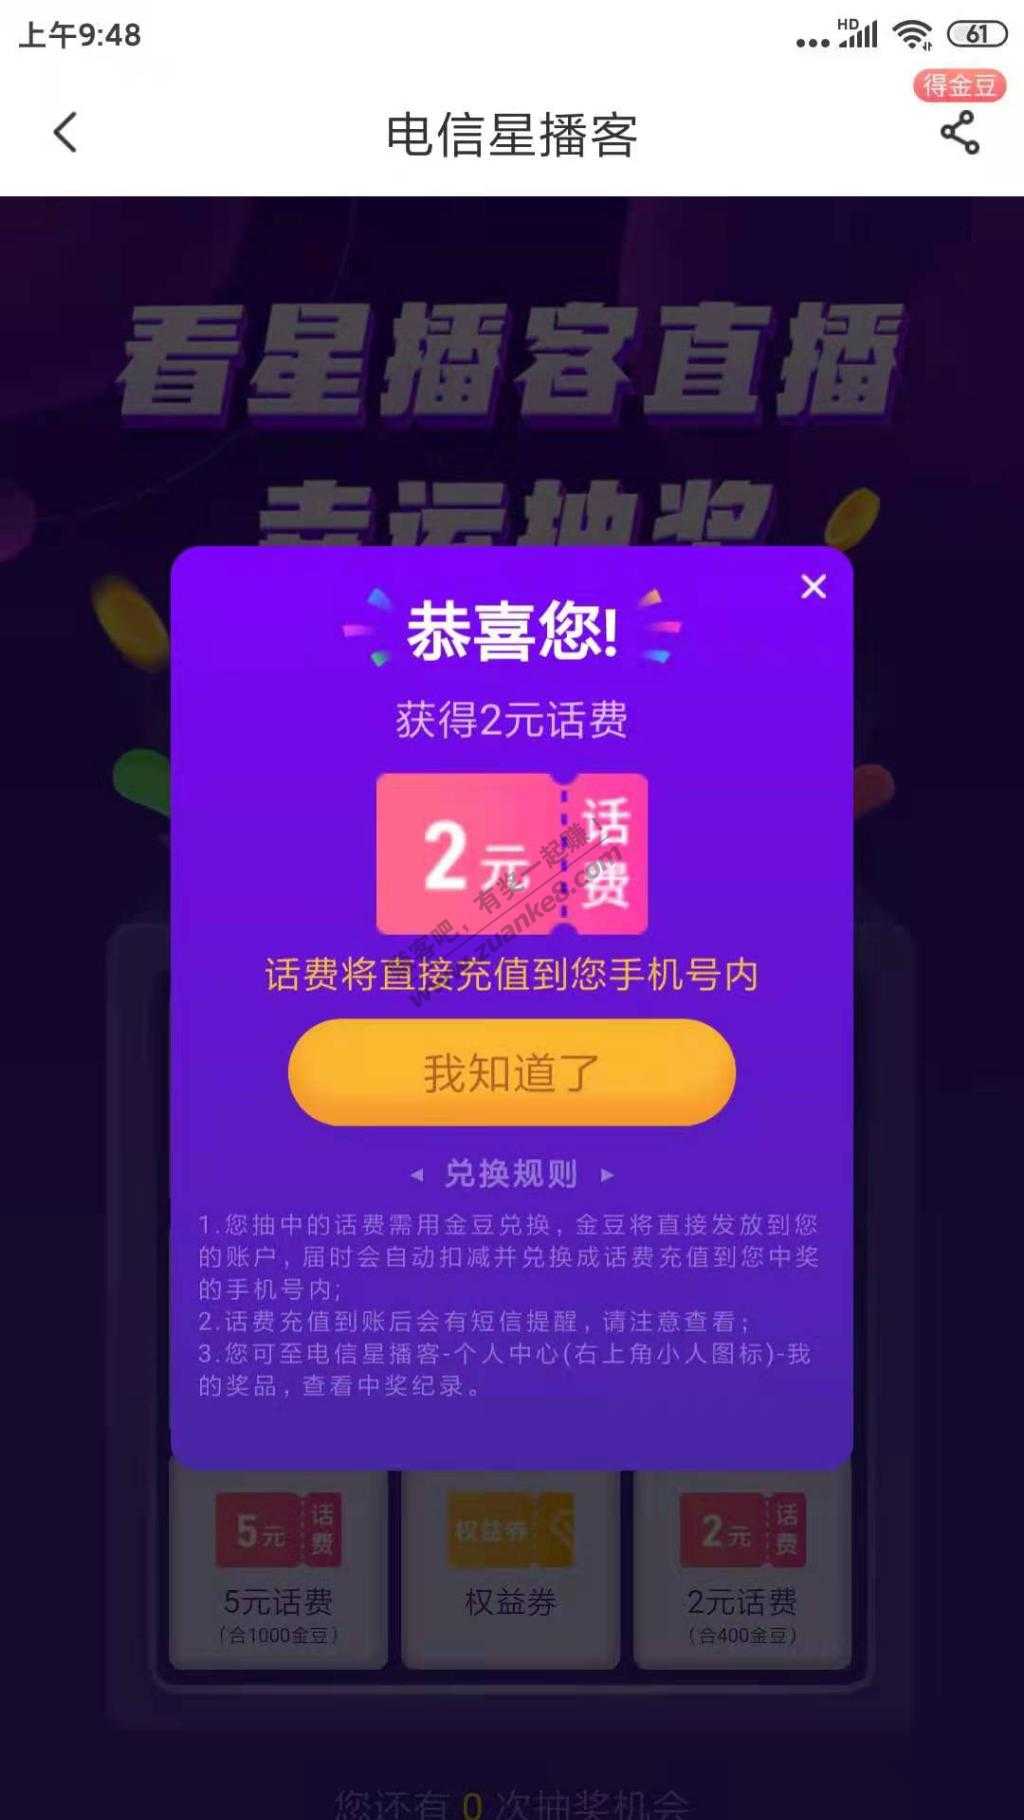 上午9:48
HD
61
得金豆
电信星播客
看星播客直播
幸运抽奖
恭喜您!
获得2元话费
2元
话费
有奖一起赚!
zuanke8.com
话费将直接充值到您手机号内
我知道了
兑换规则
1.您抽中的话费需用金豆兑换，金豆将直接发放到您
的账户，届时会自动扣减并兑换成话费充值到您中奖
的手机号内;
2.话费充值到账后会有短信提醒，请注意查看；
3.您可至电信星播客-个人中心(右上角小人图标)-我
的奖品，查看中奖纪录。
5元 话费
权益券
2元 话费
5元话费
权益券
2元话费
（合1000金豆）
（合400金豆）
您还有 0 次抽奖机会